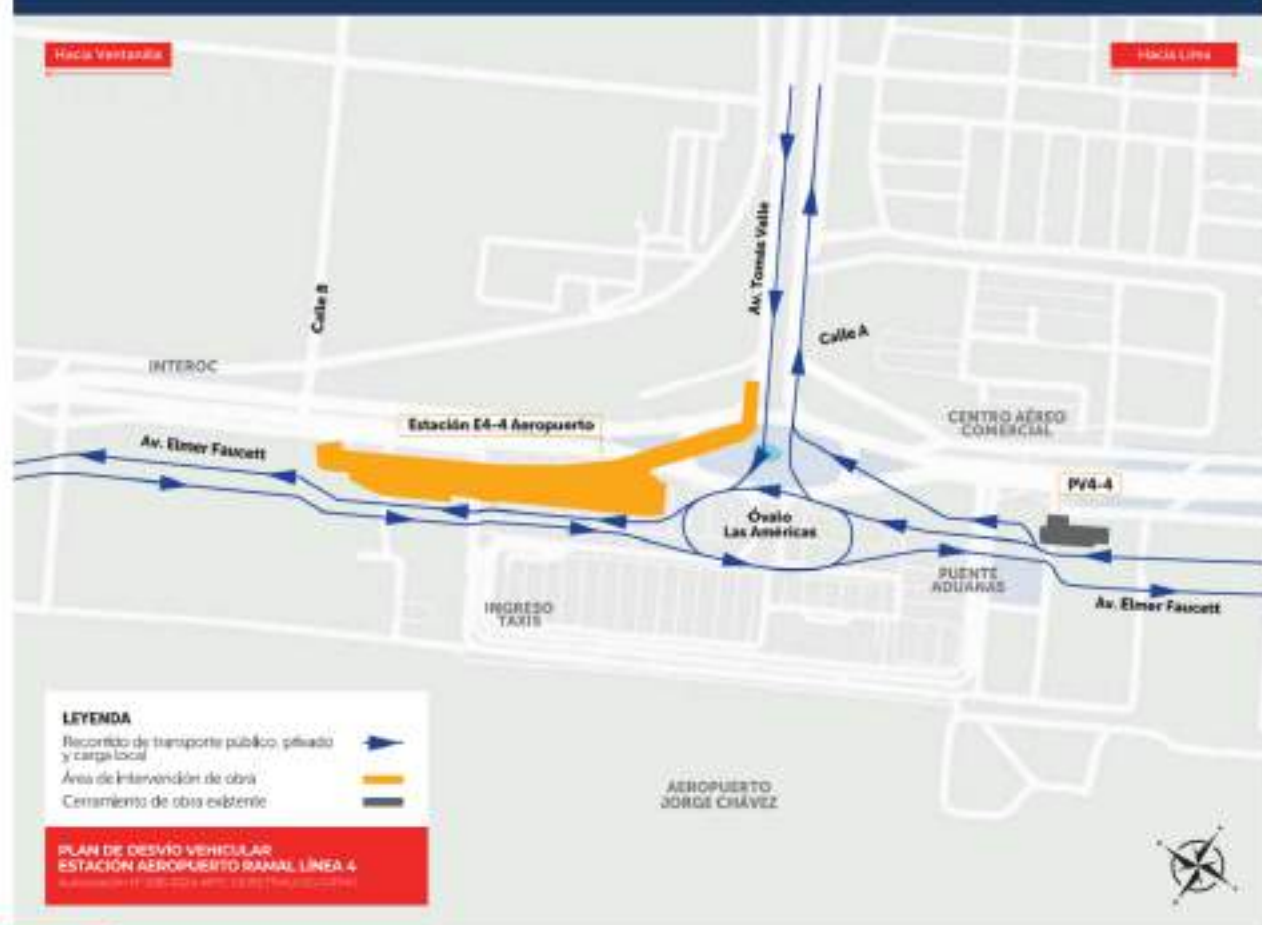 Hacia Ventanilla
Hacia Lima
Av. Tomás Valle
Calle B
Calle A
INTEROC
Estación E4-4 Aeropuerto
CENTRO AÉREO
COMERCIAL
Av. Elmer Faucett
PV4-4
Óvalo
Las Américas
PUENTE
ADUANAS
INGRESO
TAXIS
Av. Elmer Faucett
LEYENDA
Recorrido de transporte público, privado
y carga local
Área de intervención de obra
Cerramiento de obra existente
AEROPUERTO
JORGE CHÁVEZ
PLAN DE DESVÍO VEHICULAR
ESTACIÓN AEROPUERTO RAMAL LÍNEA 4